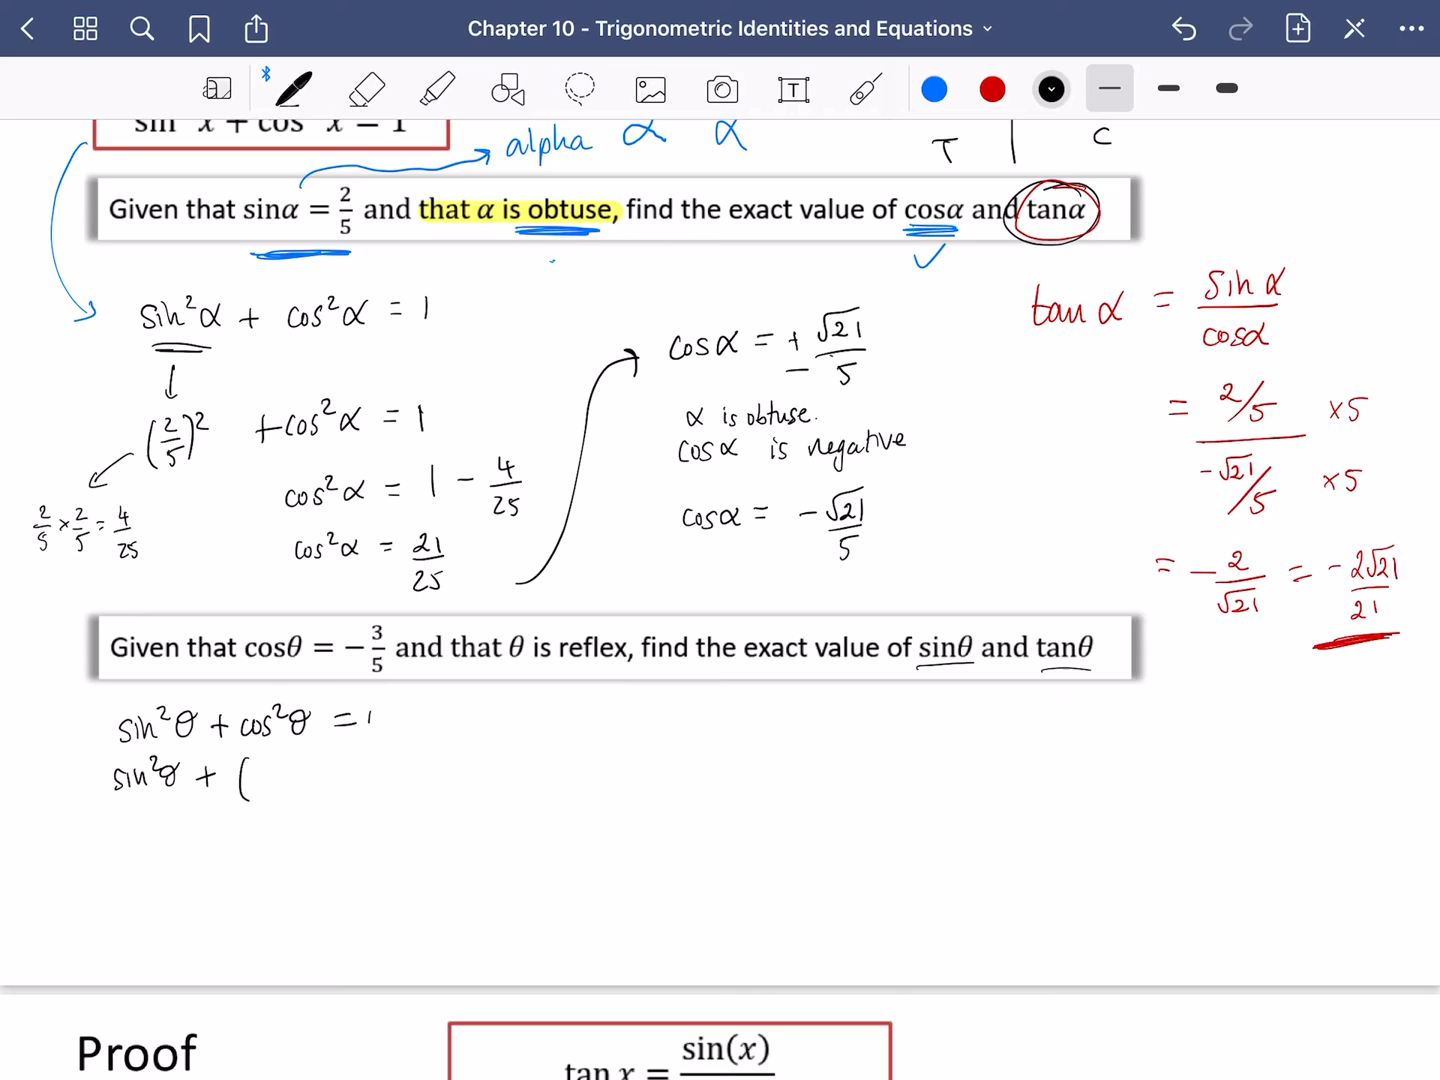 Chapter 10 - Trigonometric Identities and Equations
sin² x + cos² x = 1
alpha α α
T | C
Given that sinα = 2/5 and that α is obtuse, find the exact value of cosα and tanα
sin²α + cos²α = 1
(2/5)² + cos²α = 1
2/5 × 2/5 = 4/25
cos²α = 1 - 4/25
cos²α = 21/25
cosα = ± √21/5
α is obtuse.
cosα is negative
cosα = - √21/5
tanα = sinα/cosα
= 2/5 ×5
-√21/5 ×5
= - 2/√21 = - 2√21/21
Given that cosθ = − 3/5 and that θ is reflex, find the exact value of sinθ and tanθ
sin²θ + cos²θ = 1
sin²θ + (
Proof
tan x = sin(x)